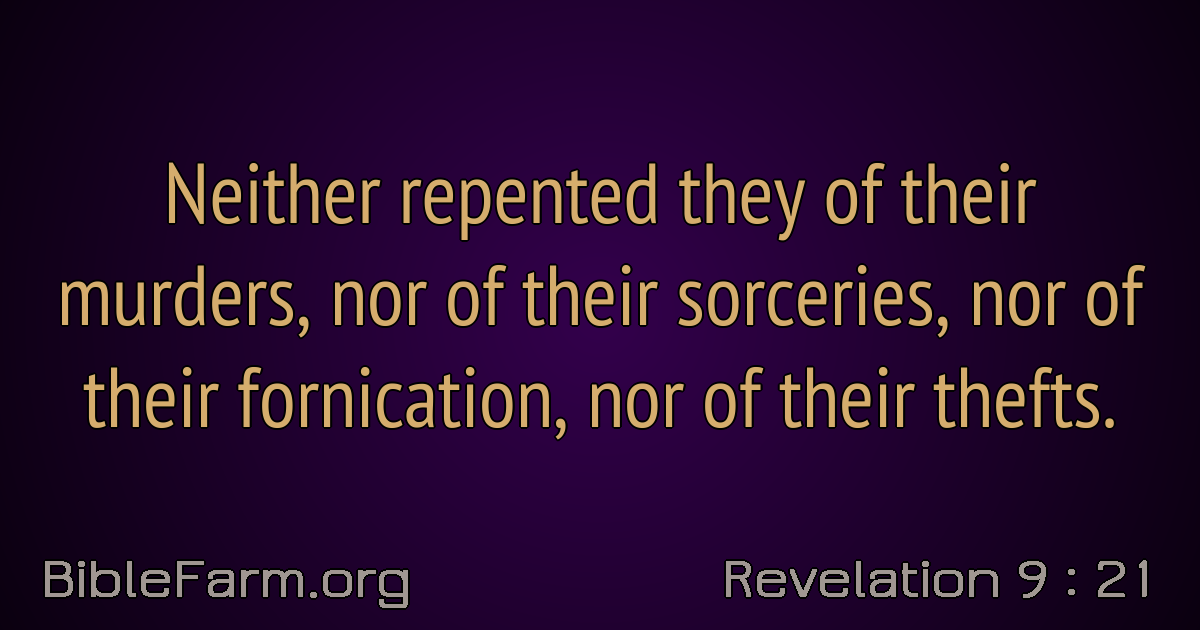 Neither repented they of their
murders, nor of their sorceries, nor of
their fornication, nor of their thefts.
BibleFarm.org
Revelation 9 : 21